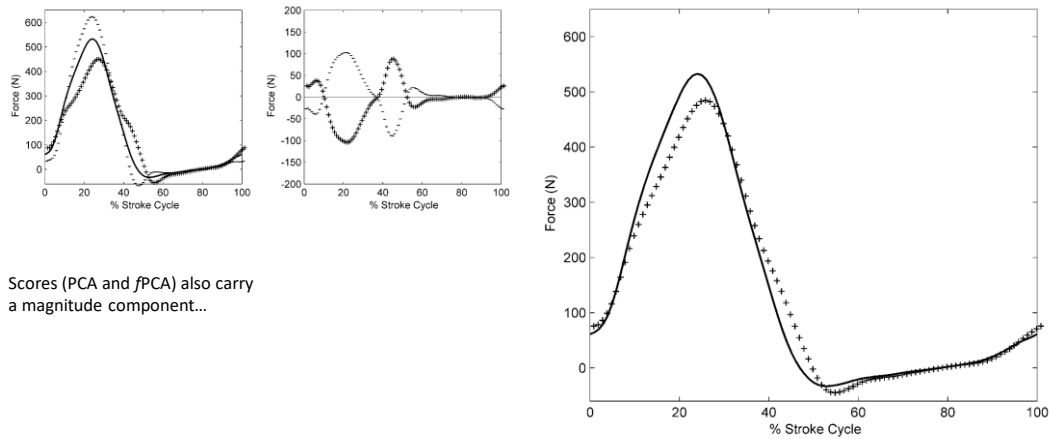 600
500
400
300
200
100
0
Force (N)
0 20 40 60 80 100
% Stroke Cycle
200
150
100
50
0
-50
-100
-150
-200
Force (N)
0 20 40 60 80 100
% Stroke Cycle
600
500
400
300
200
100
0
Force (N)
0 20 40 60 80 100
% Stroke Cycle
Scores (PCA and fPCA) also carry
a magnitude component…